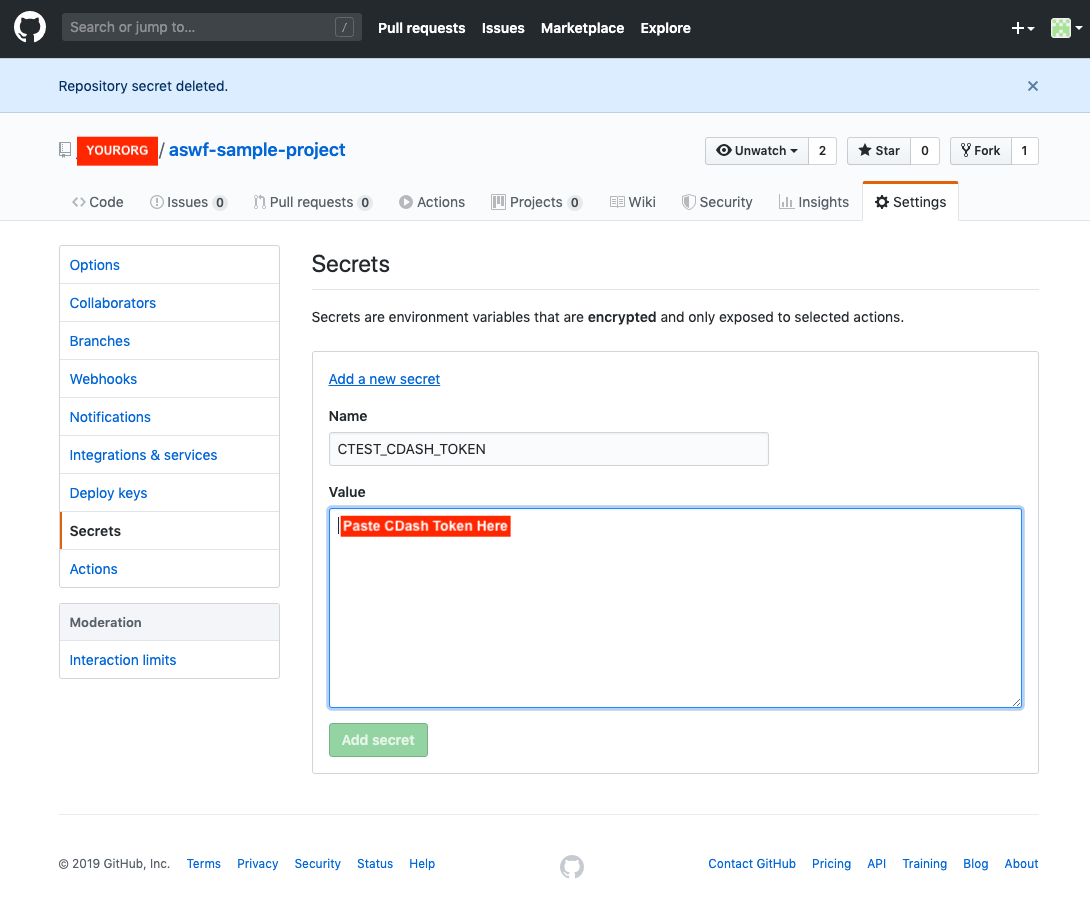 Search or jump to... / Pull requests Issues Marketplace Explore
Repository secret deleted.
YOURORG / aswf-sample-project Unwatch 2 Star 0 Fork 1
Code Issues 0 Pull requests 0 Actions Projects 0 Wiki Security Insights Settings
Options
Collaborators
Branches
Webhooks
Notifications
Integrations & services
Deploy keys
Secrets
Actions
Moderation
Interaction limits
Secrets
Secrets are environment variables that are encrypted and only exposed to selected actions.
Add a new secret
Name
CTEST_CDASH_TOKEN
Value
Paste CDash Token Here
Add secret
© 2019 GitHub, Inc. Terms Privacy Security Status Help Contact GitHub Pricing API Training Blog About